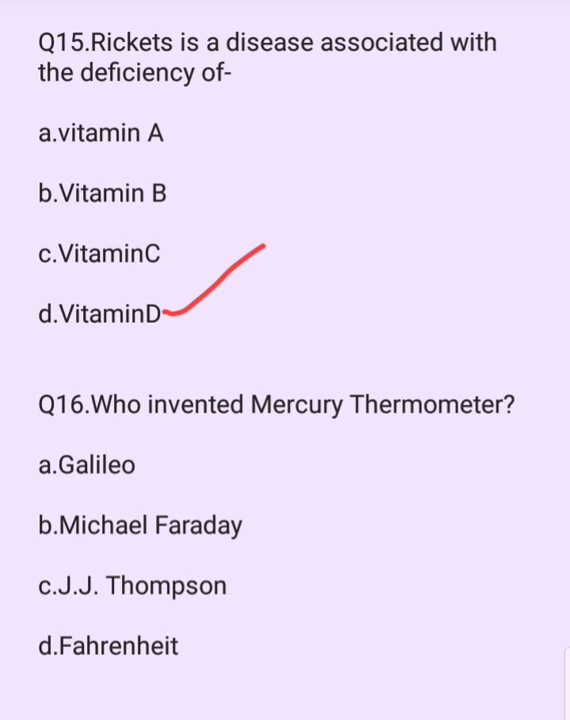 Q15.Rickets is a disease associated with
the deficiency of-
a.vitamin A
b.Vitamin B
c.VitaminC
d.VitaminD
Q16.Who invented Mercury Thermometer?
a.Galileo
b.Michael Faraday
c.J.J. Thompson
d.Fahrenheit